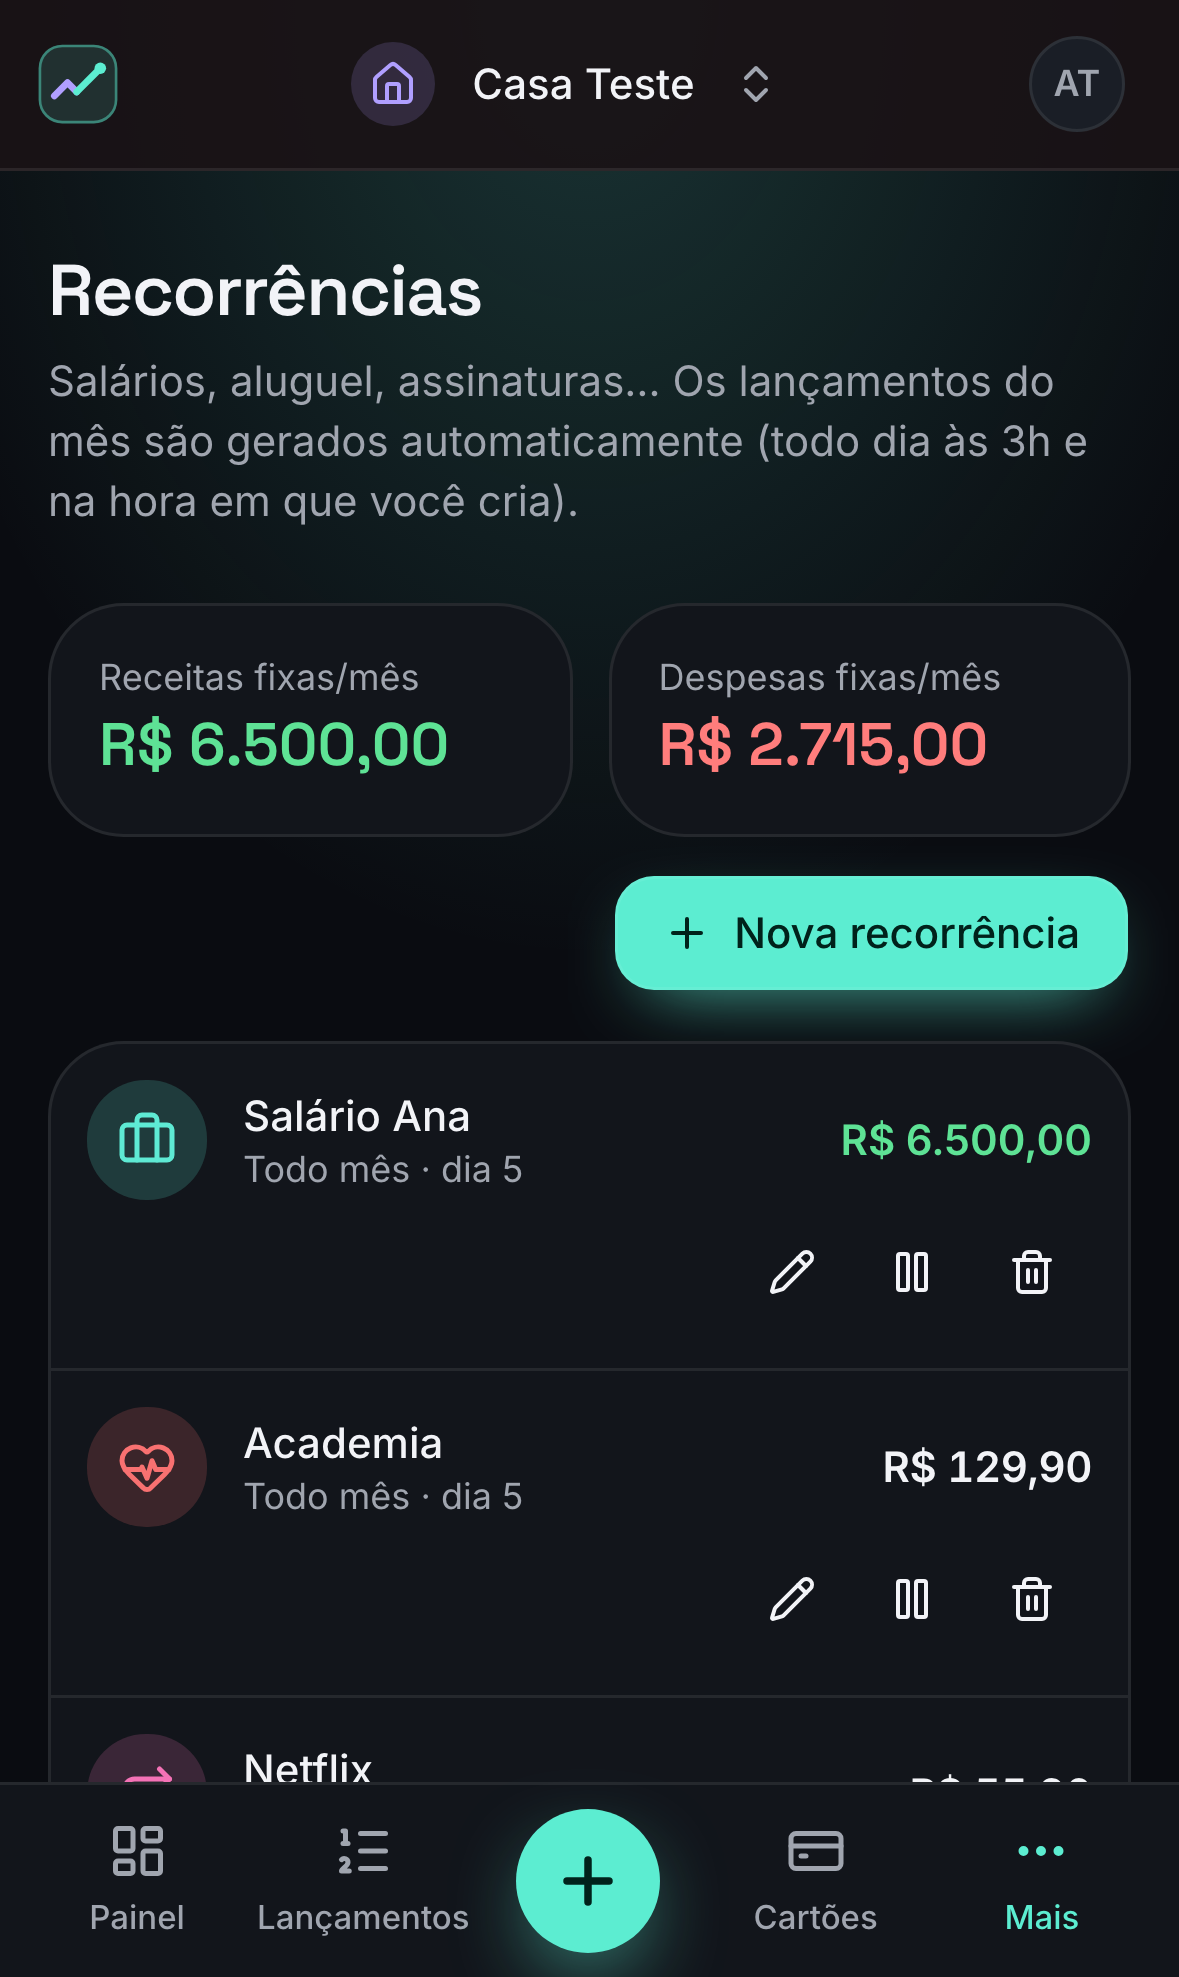 Casa Teste
AT
Recorrências
Salários, aluguel, assinaturas... Os lançamentos do
mês são gerados automaticamente (todo dia às 3h e
na hora em que você cria).
Receitas fixas/mês
R$ 6.500,00
Despesas fixas/mês
R$ 2.715,00
+ Nova recorrência
Salário Ana
R$ 6.500,00
Todo mês · dia 5
Academia
R$ 129,90
Todo mês · dia 5
Netflix
Painel
Lançamentos
Cartões
Mais